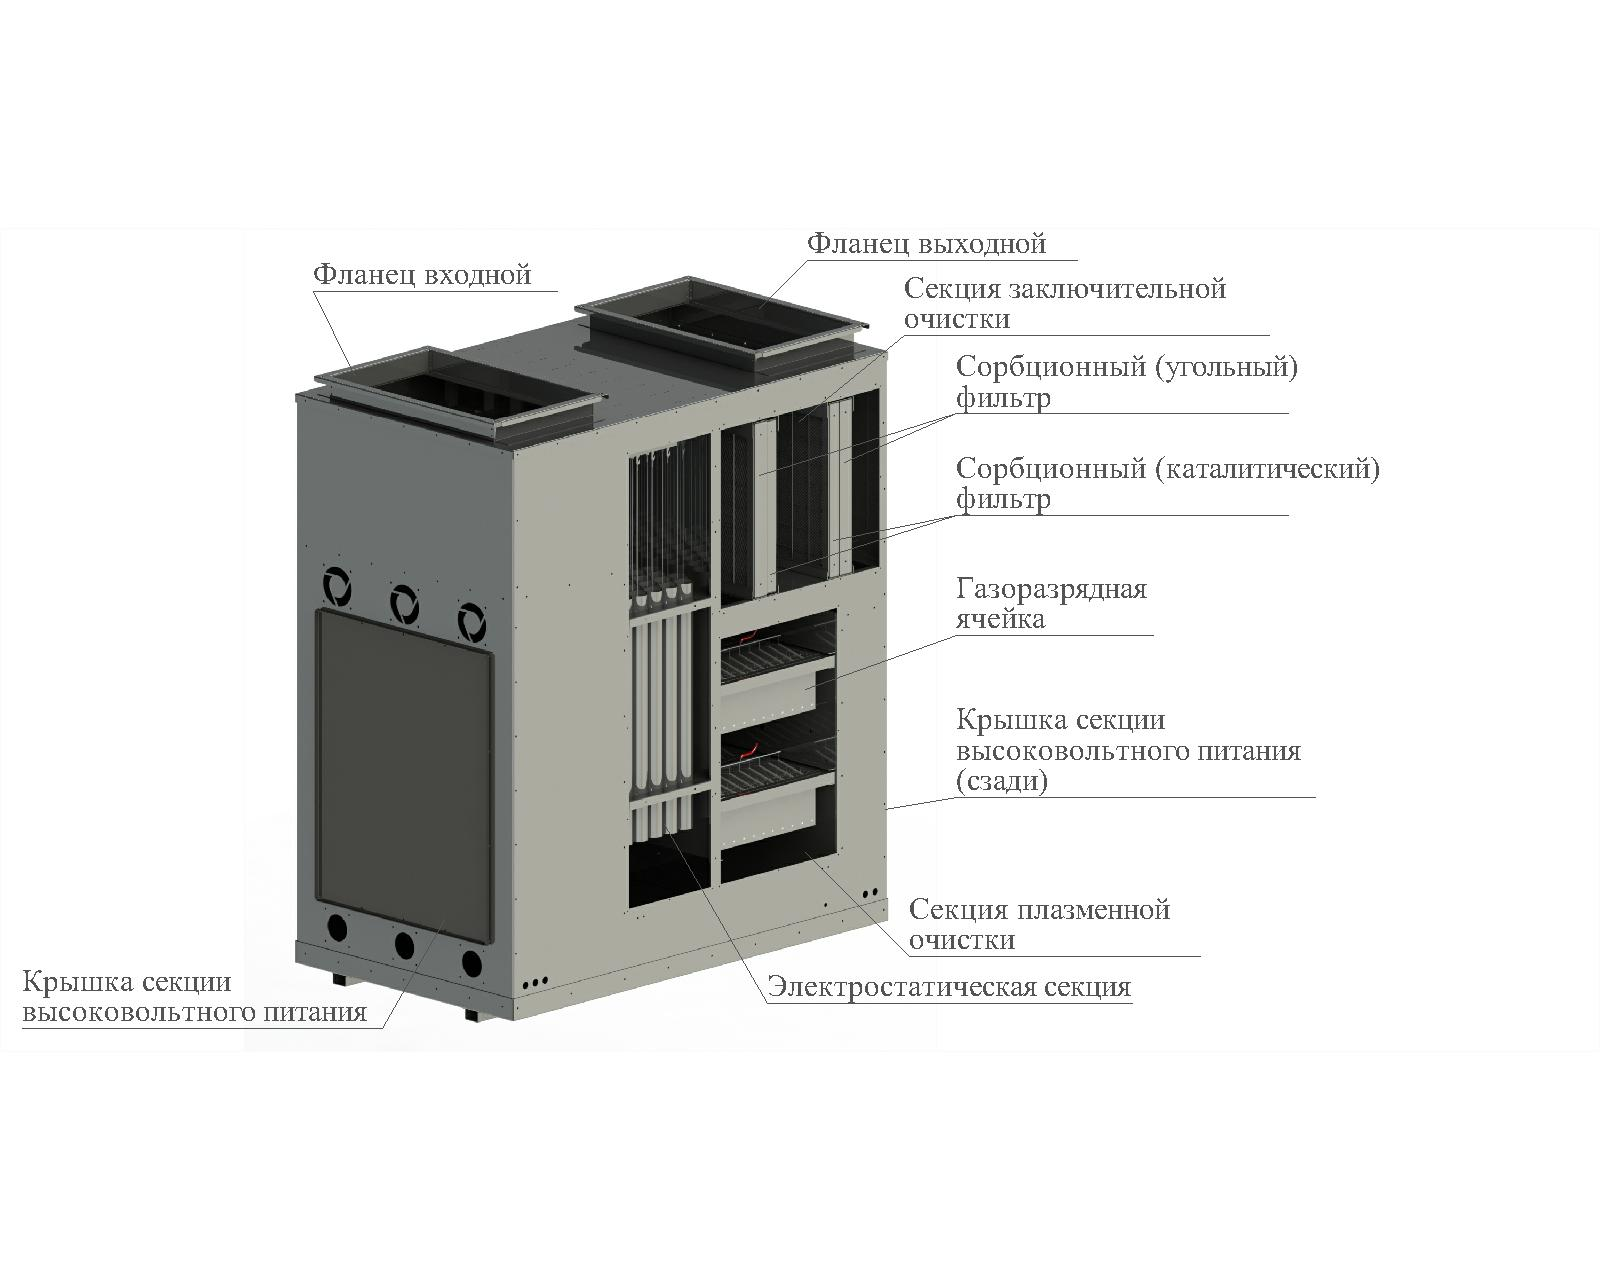 Фланец выходной
Фланец входной
Секция заключительной
очистки
Сорбционный (угольный)
фильтр
Сорбционный (каталитический)
фильтр
Газоразрядная
ячейка
Крышка секции
высоковольтного питания
(сзади)
Секция плазменной
очистки
Электростатическая секция
Крышка секции
высоковольтного питания